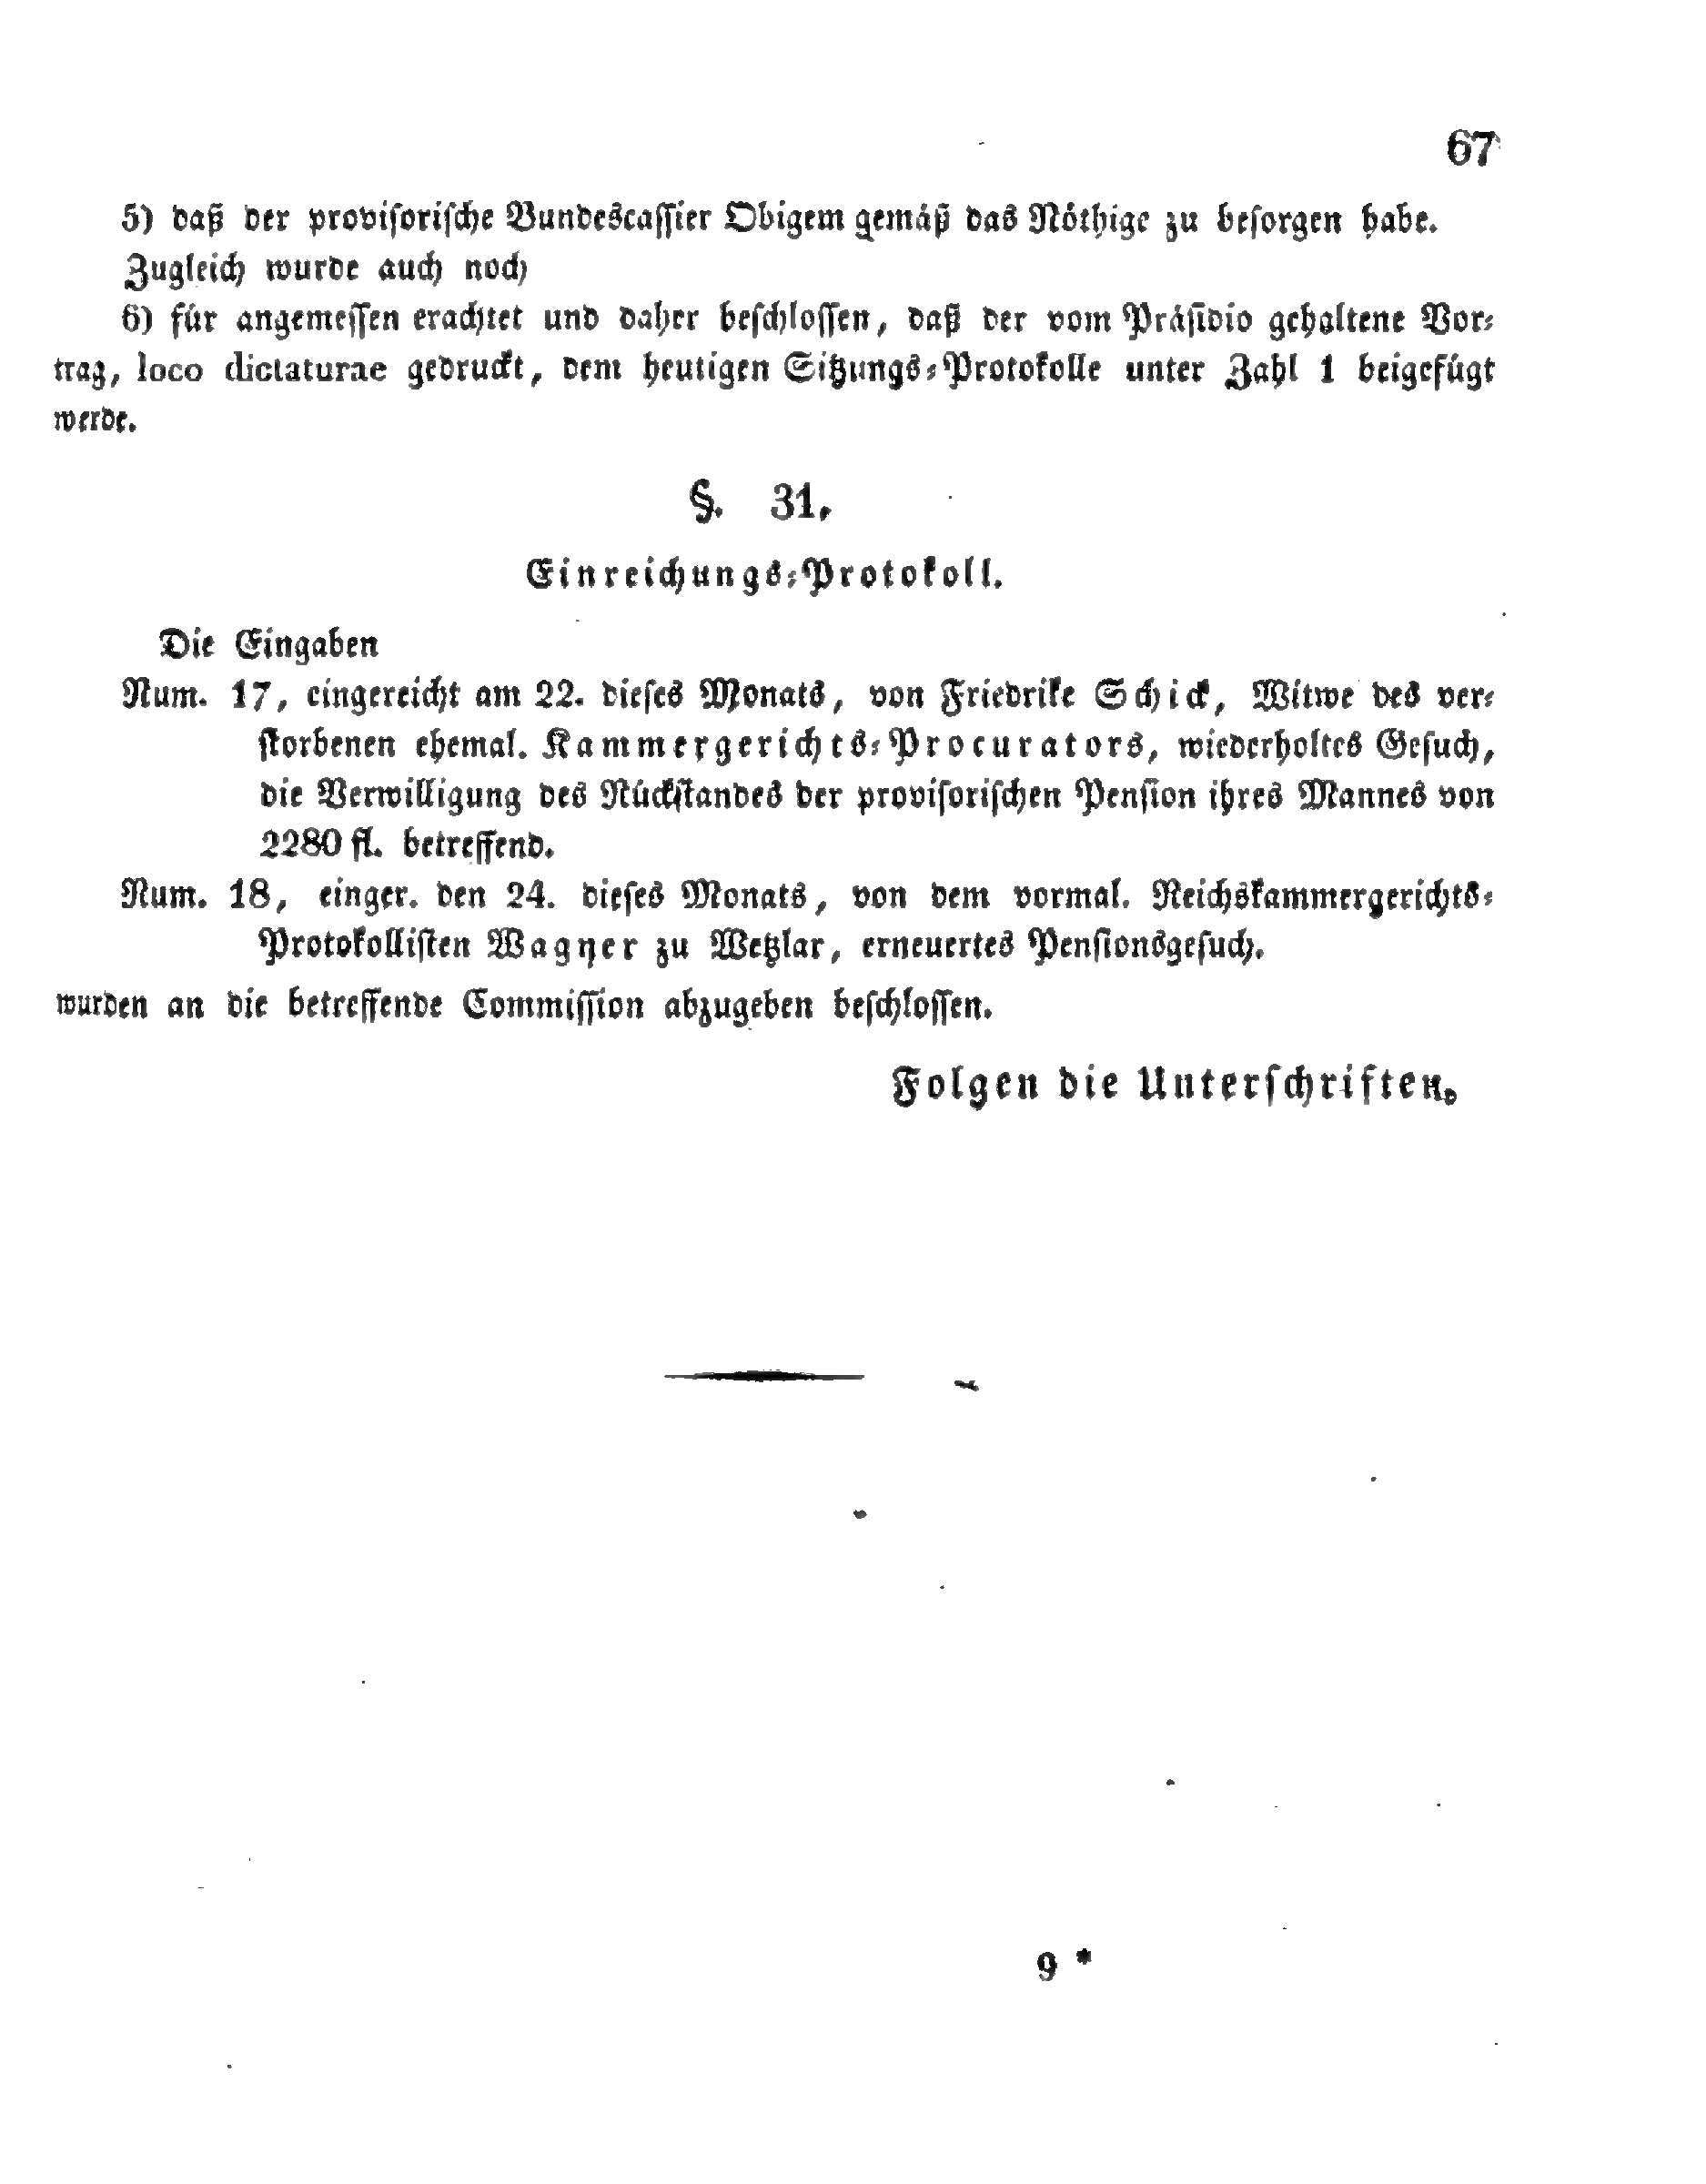 67
5) daß der proviſoriſche Bundescaſſier Obigem gemäß das Nöthige zu beſorgen habe.
Zugleich wurde auch noch
6) für angemeſſen erachtet und daher beſchloſſen, daß der vom Präſidio gehaltene Vor⸗
trag, loco dictaturae gedruckt, dem heutigen Sitzungs⸗Protokolle unter Zahl 1 beigefügt
werde.
§. 31.
Einreichungs⸗Protokoll.
Die Eingaben
Num. 17, eingereicht am 22. dieſes Monats, von Friedrike Schick, Witwe des ver⸗
ſtorbenen ehemal. Kammergerichts⸗Procurators, wiederholtes Geſuch,
die Verwilligung des Rückſtandes der proviſoriſchen Penſion ihres Mannes von
2280 fl. betreffend.
Num. 18, einger. den 24. dieſes Monats, von dem vormal. Reichskammergerichts⸗
Protokolliſten Wagner zu Wetzlar, erneuertes Penſionsgeſuch.
wurden an die betreffende Commiſſion abzugeben beſchloſſen.
Folgen die Unterſchriften.
9 *